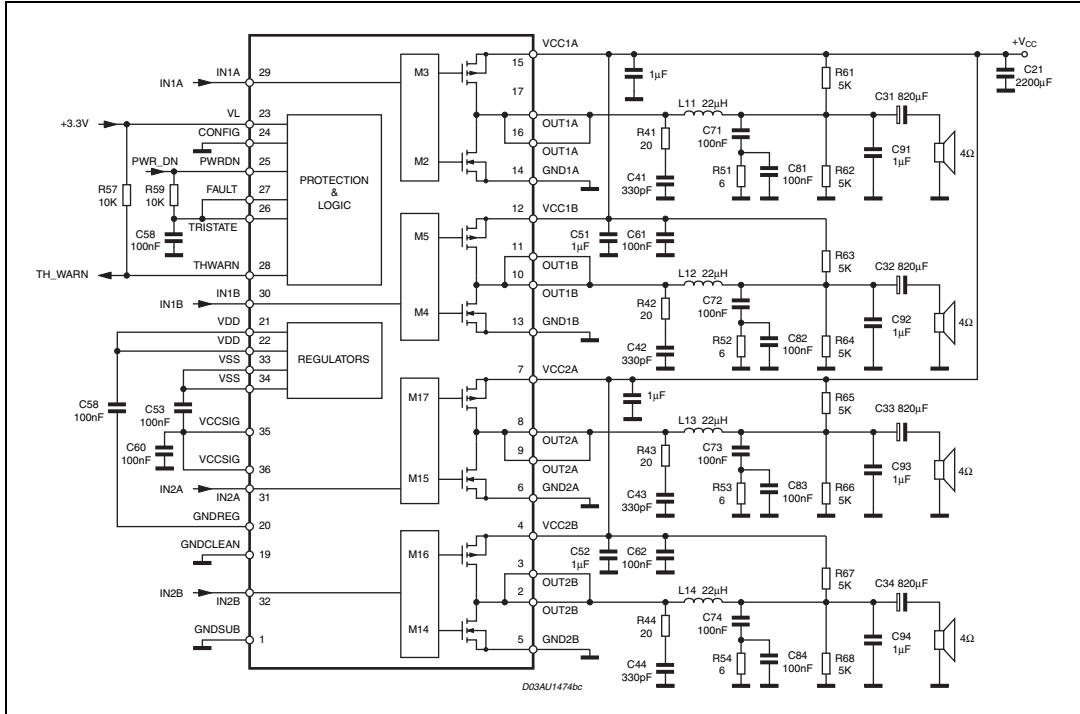 VCC1A
+VCC
IN1A
IN1A
29
M3
15
1µF
R61
5K
C21
2200µF
17
C31 820µF
VL
23
+3.3V
CONFIG
24
16
OUT1A
OUT1A
L11 22µH
R41
20
C71
100nF
C91
1µF
4Ω
PWR_DN
PWRDN
25
M2
14
GND1A
R57
10K
R59
10K
FAULT
27
26
PROTECTION
&
LOGIC
C41
330pF
R51
6
C81
100nF
R62
5K
C58
100nF
TRISTATE
12
VCC1B
M5
11
C51
1µF
C61
100nF
TH_WARN
THWARN
28
10
OUT1B
OUT1B
R63
5K
C32 820µF
L12 22µH
IN1B
IN1B
30
M4
R42
20
C72
100nF
C92
1µF
4Ω
VDD
21
13
GND1B
VDD
22
REGULATORS
C42
330pF
R52
6
C82
100nF
R64
5K
VSS
33
VSS
34
7
VCC2A
C58
100nF
C53
100nF
M17
1µF
R65
5K
C33 820µF
VCCSIG
35
8
OUT2A
L13 22µH
C60
100nF
9
OUT2A
R43
20
C73
100nF
C93
1µF
4Ω
VCCSIG
36
M15
6
GND2A
IN2A
IN2A
31
C43
330pF
R53
6
C83
100nF
R66
5K
GNDREG
20
4
VCC2B
GNDCLEAN
19
M16
3
C52
1µF
C62
100nF
R67
5K
C34 820µF
IN2B
IN2B
32
2
OUT2B
OUT2B
L14 22µH
R44
20
C74
100nF
C94
1µF
4Ω
GNDSUB
1
M14
5
GND2B
C44
330pF
R54
6
C84
100nF
R68
5K
D03AU1474bc